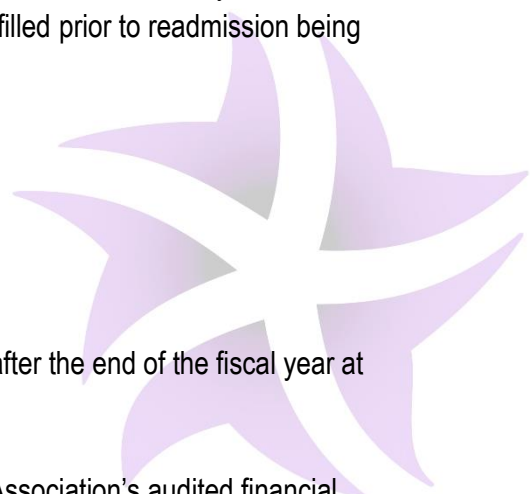 filled prior to readmission being
after the end of the fiscal year at
Association's audited financial